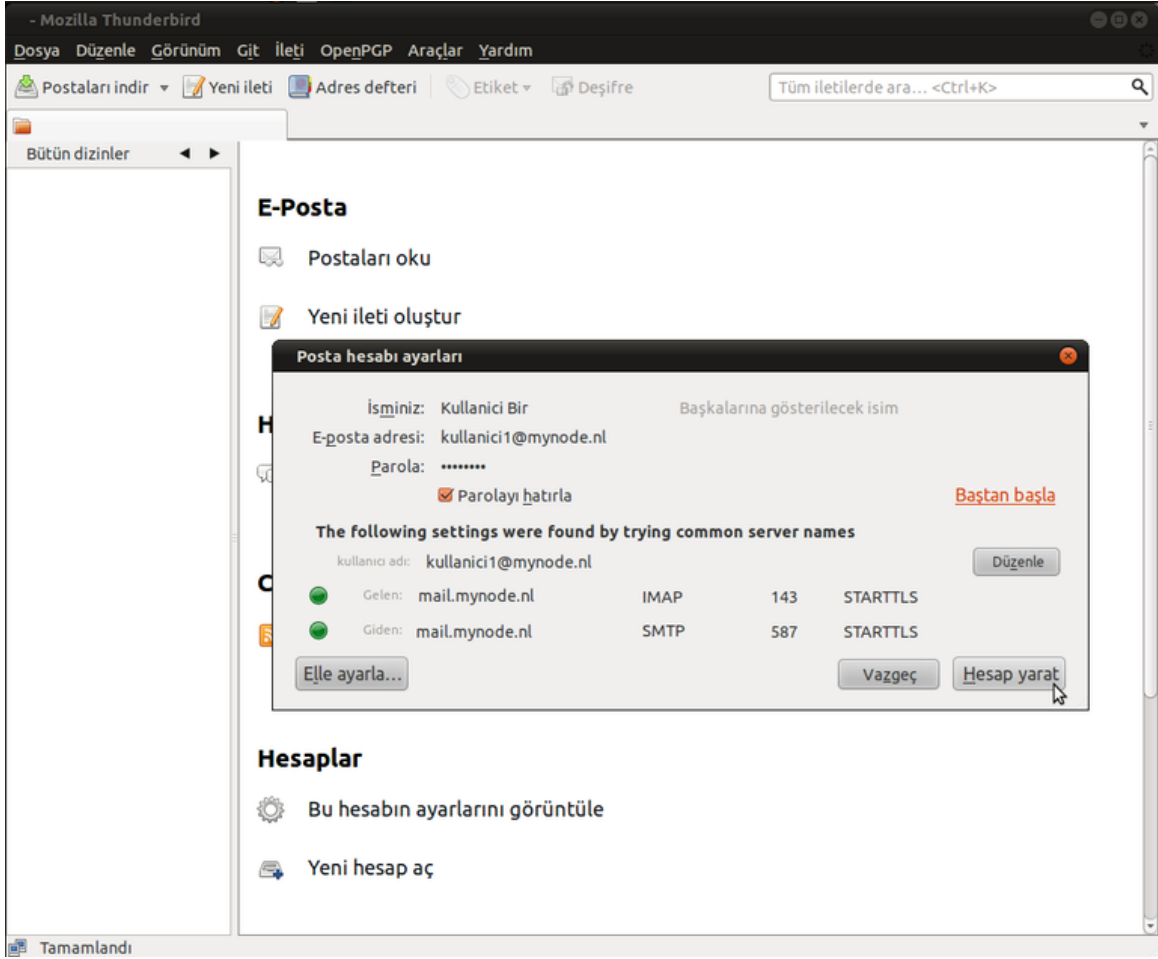 - Mozilla Thunderbird
Dosya Düzenle Görünüm Git İleti OpenPGP Araçlar Yardım
Postaları indir Yeni ileti Adres defteri Etiket Deşifre Tüm iletilerde ara... <Ctrl+K>
Bütün dizinler
E-Posta
Postaları oku
Yeni ileti oluştur
Posta hesabı ayarları
İsminiz: Kullanici Bir Başkalarına gösterilecek isim
H
E-posta adresi: kullanici1@mynode.nl
Parola: ••••••••
Parolayı hatırla Baştan başla
The following settings were found by trying common server names
kullanıcı adı: kullanici1@mynode.nl Düzenle
C
Gelen: mail.mynode.nl IMAP 143 STARTTLS
Giden: mail.mynode.nl SMTP 587 STARTTLS
Elle ayarla... Vazgeç Hesap yarat
Hesaplar
Bu hesabın ayarlarını görüntüle
Yeni hesap aç
Tamamlandı